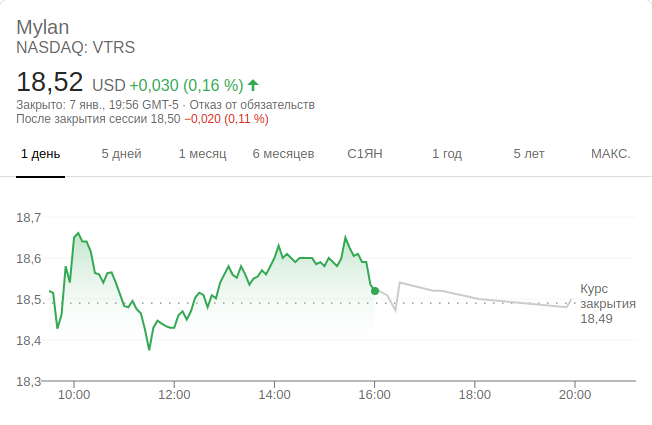 Mylan
NASDAQ: VTRS
18,52 USD +0,030 (0,16 %)
Закрыто: 7 янв., 19:56 GMT-5 · Отказ от обязательств
После закрытия сессии 18,50 −0,020 (0,11 %)
1 день 5 дней 1 месяц 6 месяцев С1ЯН 1 год 5 лет МАКС.
18,7
18,6
18,5
18,4
18,3
Курс
закрытия
18,49
10:00 12:00 14:00 16:00 18:00 20:00